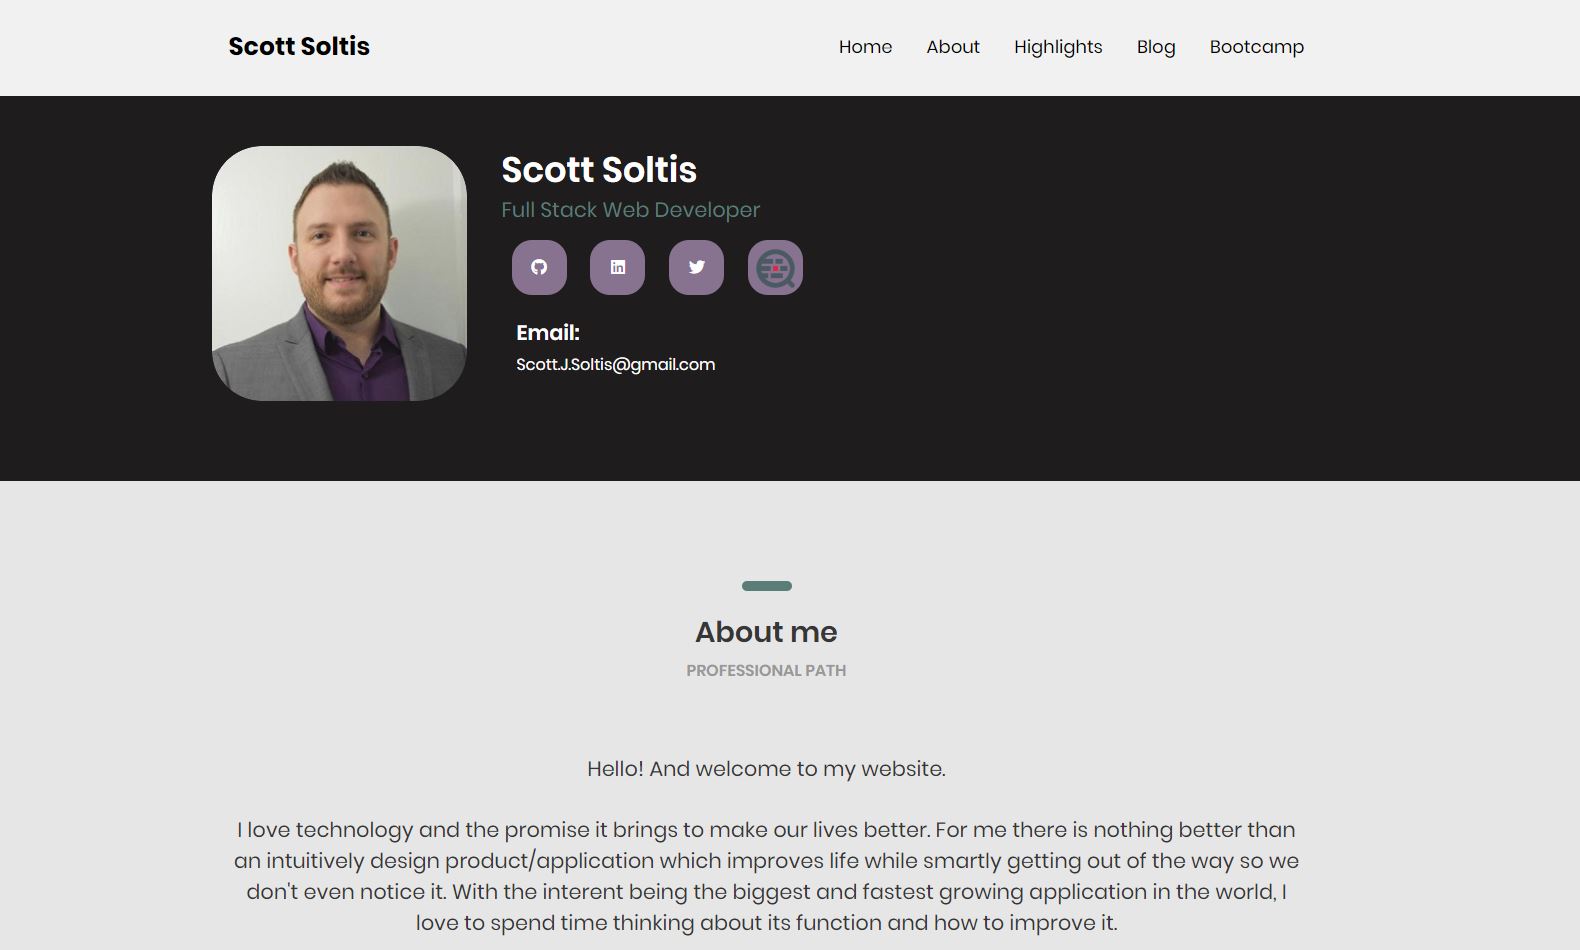 Scott Soltis
Home About Highlights Blog Bootcamp
Scott Soltis
Full Stack Web Developer
Email:
Scott.J.Soltis@gmail.com
About me
PROFESSIONAL PATH
Hello! And welcome to my website.
I love technology and the promise it brings to make our lives better. For me there is nothing better than
an intuitively design product/application which improves life while smartly getting out of the way so we
don't even notice it. With the interent being the biggest and fastest growing application in the world, I
love to spend time thinking about its function and how to improve it.